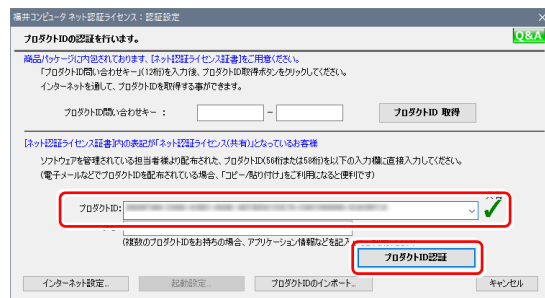 福井コンピュータ ネット認証ライセンス：認証設定
プロダクトIDの認証を行います。
Q&A
商品パッケージに内包されております、[ネット認証ライセンス証書]をご用意ください。
「プロダクトID問い合わせキー」(12桁)を入力後、プロダクトID取得ボタンをクリックしてください。
インターネットを通して、プロダクトIDを取得する事ができます。
プロダクトID問い合わせキー：
－
プロダクトID 取得
[ネット認証ライセンス証書]内の表記が「ネット認証ライセンス(共有)」となっているお客様
ソフトウェアを管理されている担当者様より配布された、プロダクトID(56桁または58桁)を以下の入力欄に直接入力してください。
(電子メールなどでプロダクトIDを配布されている場合、「コピー/貼り付け」をご利用になると便利です)
プロダクトID:
(複数のプロダクトIDをお持ちの場合、アプリケーション情報などを記入
プロダクトID認証
インターネット設定...
起動設定...
プロダクトIDのインポート...
キャンセル